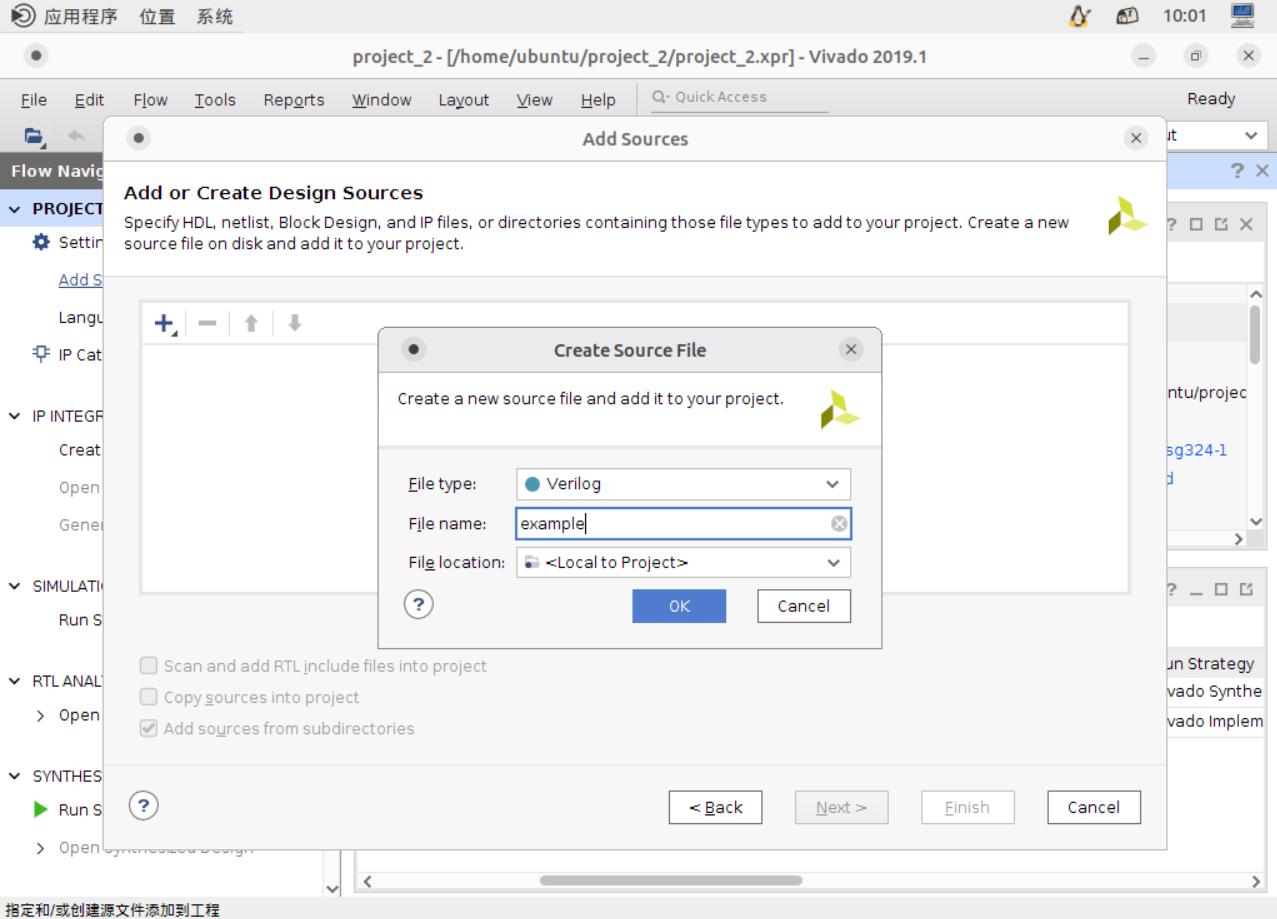 应用程序 位置 系统 10:01
project_2 - [/home/ubuntu/project_2/project_2.xpr] - Vivado 2019.1
File Edit Flow Tools Reports Window Layout View Help Quick Access Ready
Add Sources
Flow Navig
Add or Create Design Sources
PROJECT
Specify HDL, netlist, Block Design, and IP files, or directories containing those file types to add to your project. Create a new
source file on disk and add it to your project.
Settin
Add S
Langu
IP Cat
Create Source File
Create a new source file and add it to your project.
ntu/projec
IP INTEGR
Creat
sg324-1
File type: Verilog
Open
File name: example
Gener
File location: <Local to Project>
SIMULATI
OK Cancel
Run S
Scan and add RTL include files into project
un Strategy
RTL ANAL
Copy sources into project
vado Synthe
Open
Add sources from subdirectories
vado Implem
SYNTHES
Run S
< Back Next > Finish Cancel
Open Synthesized Design
指定和/或创建源文件添加到工程